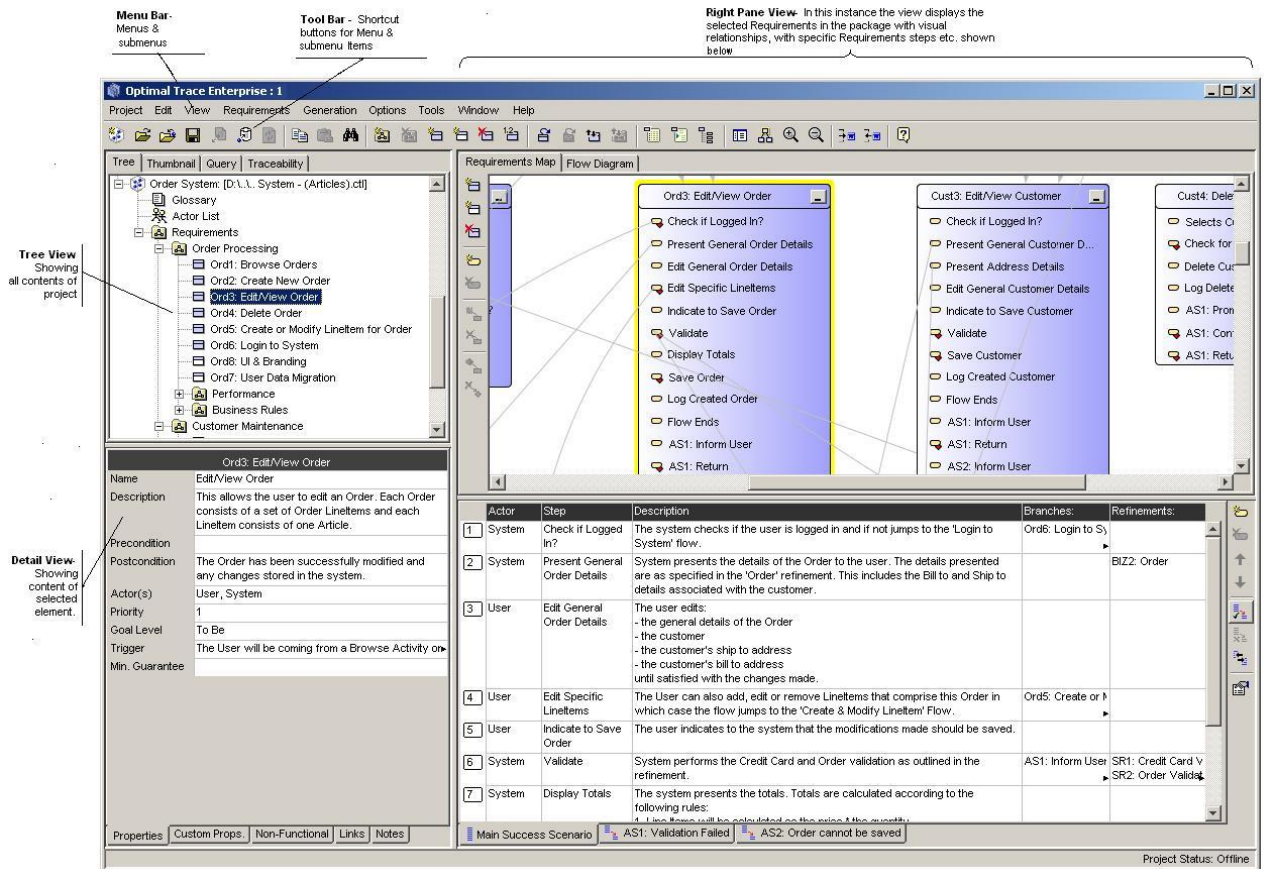 Menu Bar-
Menus &
submenus
Tool Bar - Shortcut
buttons for Menu &
submenu Items
Right Pane View- In this instance the view displays the
selected Requirements in the package with visual
relationships, with specific Requirements steps etc. shown
below
Optimal Trace Enterprise : 1
Project Edit View Requirements Generation Options Tools Window Help
Tree Thumbnail Query Traceability
Order System: [D:\..\.. System - (Articles).ctl]
Glossary
Actor List
Requirements
Order Processing
Ord1: Browse Orders
Ord2: Create New Order
Ord3: Edit/View Order
Ord4: Delete Order
Ord5: Create or Modify LineItem for Order
Ord6: Login to System
Ord8: UI & Branding
Ord7: User Data Migration
Performance
Business Rules
Customer Maintenance
Tree View
Showing
all contents of
project
Requirements Map Flow Diagram
Ord3: Edit/View Order
Check if Logged In?
Present General Order Details
Edit General Order Details
Edit Specific LineItems
Indicate to Save Order
Validate
Display Totals
Save Order
Log Created Order
Flow Ends
AS1: Inform User
AS1: Return
Cust3: Edit/View Customer
Check if Logged In?
Present General Customer D...
Present Address Details
Edit General Customer Details
Indicate to Save Customer
Validate
Save Customer
Log Created Customer
Flow Ends
AS1: Inform User
AS1: Return
AS2: Inform User
Cust4: Dele
Selects Cu
Check for
Delete Cus
Log Delete
AS1: Pron
AS1: Con
AS1: Retu
Detail View-
Showing
content of
selected
element.
Ord3: Edit/View Order
Name Edit/View Order
Description This allows the user to edit an Order. Each Order
consists of a set of Order LineItems and each
LineItem consists of one Article.
Precondition
Postcondition The Order has been successfully modified and
any changes stored in the system.
Actor(s) User, System
Priority 1
Goal Level To Be
Trigger The User will be coming from a Browse Activity or
Min. Guarantee
Properties Custom Props. Non-Functional Links Notes
Actor Step Description Branches: Refinements:
1 System Check if Logged The system checks if the user is logged in and if not jumps to the 'Login to Ord6: Login to Sy
In? System' flow.
2 System Present General System presents the details of the Order to the user. The details presented BIZ2: Order
Order Details are as specified in the 'Order' refinement. This includes the Bill to and Ship to
details associated with the customer.
3 User Edit General The user edits:
Order Details - the general details of the Order
- the customer
- the customer's ship to address
- the customer's bill to address
until satisfied with the changes made.
4 User Edit Specific The User can also add, edit or remove LineItems that comprise this Order in Ord5: Create or M
LineItems which case the flow jumps to the 'Create & Modify LineItem' Flow.
5 User Indicate to Save The user indicates to the system that the modifications made should be saved.
Order
6 System Validate System performs the Credit Card and Order validation as outlined in the AS1: Inform User SR1: Credit Card V
refinement. SR2: Order Validat
7 System Display Totals The system presents the totals. Totals are calculated according to the
following rules:
Main Success Scenario AS1: Validation Failed AS2: Order cannot be saved
Project Status: Offline